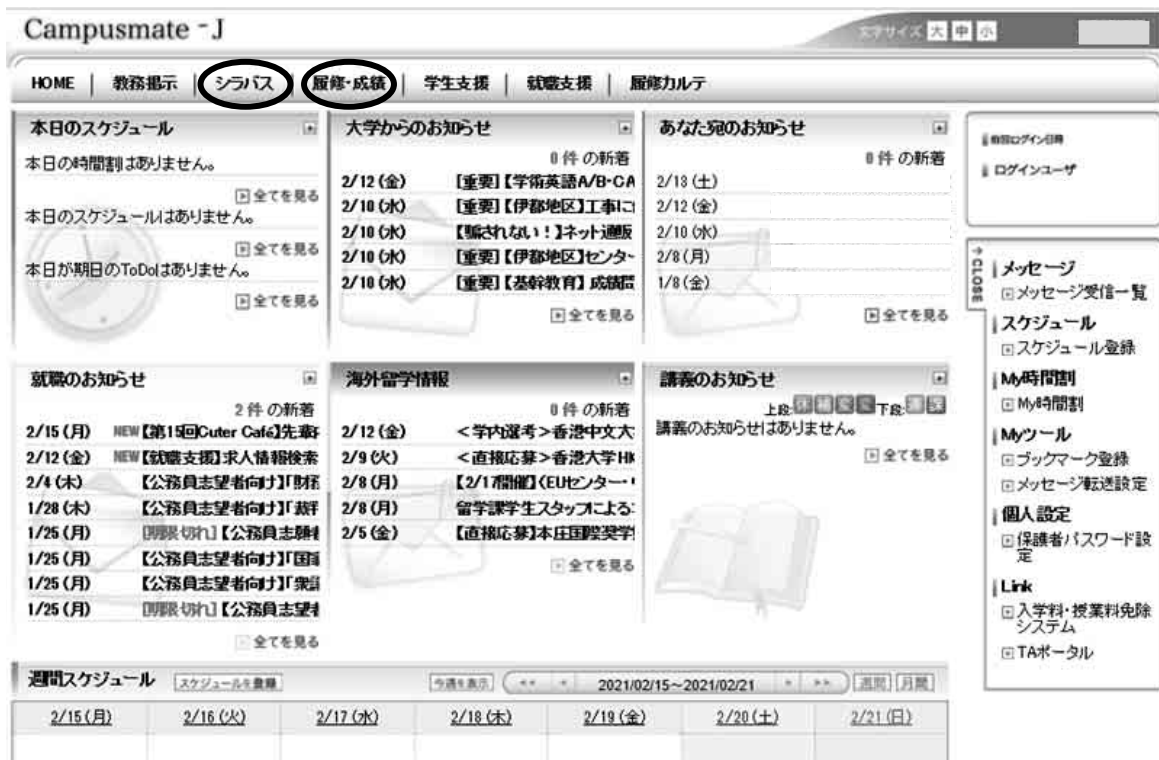 Campusmate -J
文字サイズ 大 中 小
HOME | 教務掲示 | シラバス | 履修・成績 | 学生支援 | 就職支援 | 履修カルテ
本日のスケジュール
本日の時間割はありません。
全てを見る
本日のスケジュールはありません。
全てを見る
本日が期日のToDoはありません。
全てを見る
大学からのお知らせ
0件 の新着
2/12 (金) [重要]【学術英語A/B・CA
2/10 (水) [重要]【伊都地区】工事に
2/10 (水) 【騙されない!】ネット通販
2/10 (水) [重要]【伊都地区】センタ-
2/10 (水) [重要]【基幹教育】成績
全てを見る
あなた宛のお知らせ
0件 の新着
2/13 (土)
2/12 (金)
2/10 (水)
2/8 (月)
1/8 (金)
全てを見る
前回ログイン日時
ログインユーザ
CLOSE
メッセージ
メッセージ受信一覧
スケジュール
スケジュール登録
My時間割
My時間割
Myツール
ブックマーク登録
メッセージ転送設定
個人設定
保護者パスワード設
定
Link
入学料・授業料免除
システム
TAポータル
就職のお知らせ
2件 の新着
2/15 (月) NEW【第15回Cuter Café】先輩
2/12 (金) NEW【就職支援】求人情報検索
2/4 (木) 【公務員志望者向け】「財務
1/28 (木) 【公務員志望者向け】「裁判
1/25 (月) [期限切れ]【公務員志願者
1/25 (月) 【公務員志望者向け】「国
1/25 (月) 【公務員志望者向け】「衆議
1/25 (月) [期限切れ]【公務員志望者
全てを見る
海外留学情報
0件 の新着
2/12 (金) <学内選考>香港中文大
2/9 (火) <直接応募>香港大学
2/8 (月) 【2/17開催】(EUセンター・
2/8 (月) 留学課学生スタッフによる
2/5 (金) 【直接応募】本庄国際奨学
全てを見る
講義のお知らせ
上段: 休 補 変 下段:
講義のお知らせはありません。
全てを見る
週間スケジュール スケジュールを登録 今週を表示 << < 2021/02/15~2021/02/21 > >> 週間 月間
2/15 (月) 2/16 (火) 2/17 (水) 2/18 (木) 2/19 (金) 2/20 (土) 2/21 (日)